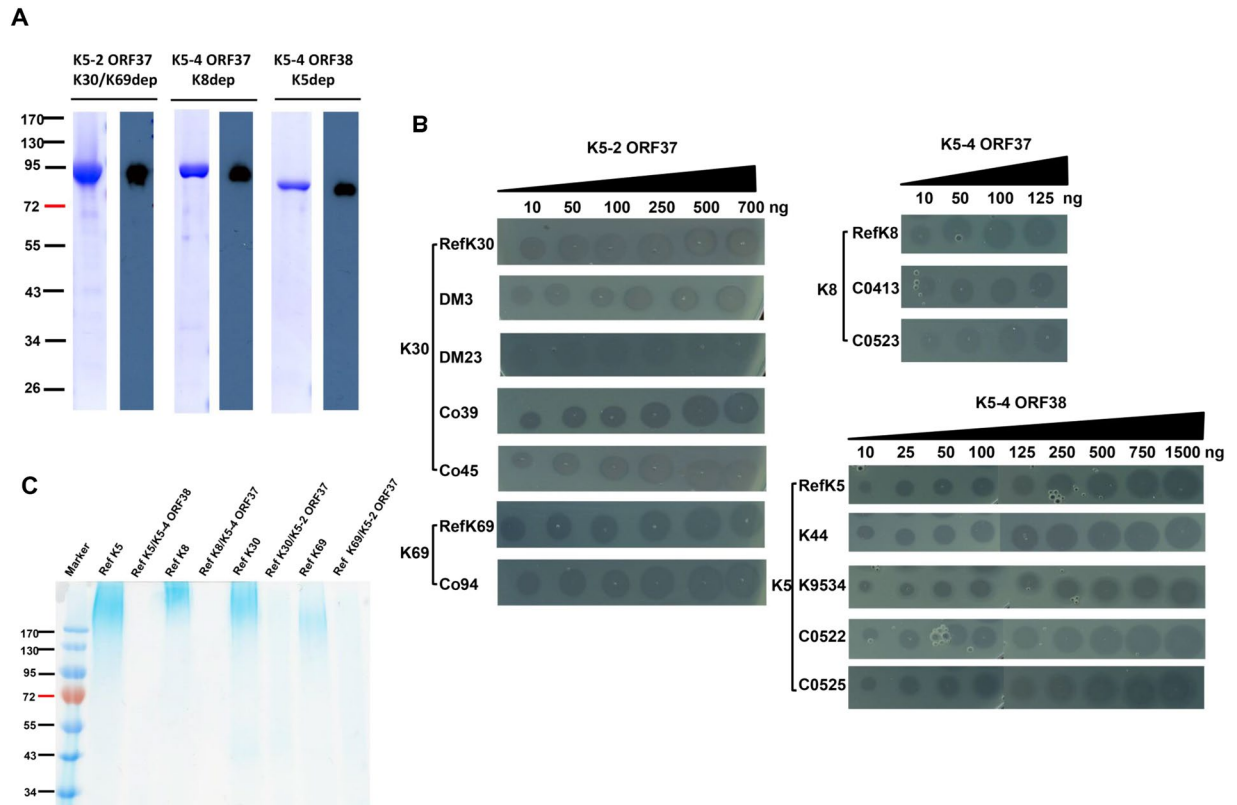 A
K5-2 ORF37 K5-4 ORF37 K5-4 ORF38
K30/K69dep K8dep K5dep
170
130
95
72
55
43
34
26
B
K5-2 ORF37
10 50 100 250 500 700 ng
K30
RefK30
DM3
DM23
Co39
Co45
K69
RefK69
Co94
K5-4 ORF37
10 50 100 125 ng
K8
RefK8
C0413
C0523
K5-4 ORF38
10 25 50 100 125 250 500 750 1500 ng
K5
RefK5
K44
K9534
C0522
C0525
C
Marker
Ref K5
Ref K5/K5-4 ORF38
Ref K8
Ref K8/K5-4 ORF37
Ref K30
Ref K30/K5-2 ORF37
Ref K69
Ref K69/K5-2 ORF37
170
130
95
72
55
43
34